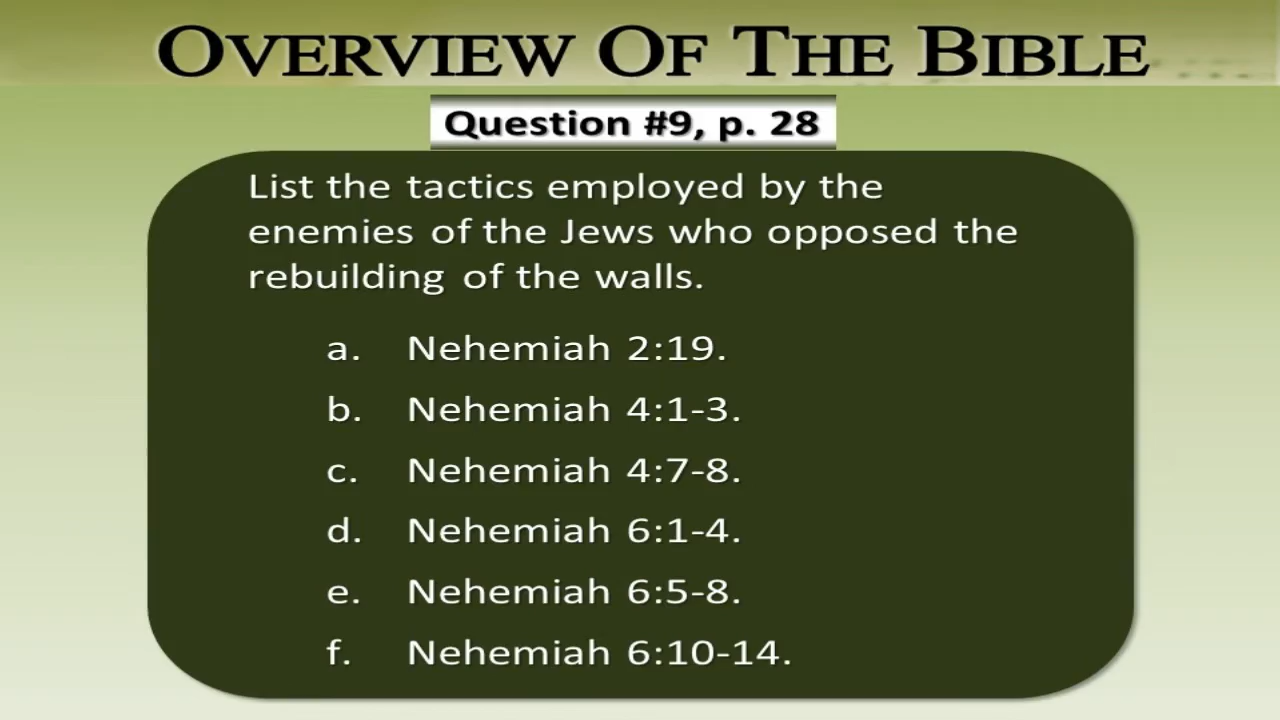 OVERVIEW OF THE BIBLE
Question #9, p. 28
List the tactics employed by the
enemies of the Jews who opposed the
rebuilding of the walls.
a. Nehemiah 2:19.
b. Nehemiah 4:1-3.
c. Nehemiah 4:7-8.
d. Nehemiah 6:1-4.
e. Nehemiah 6:5-8.
f. Nehemiah 6:10-14.